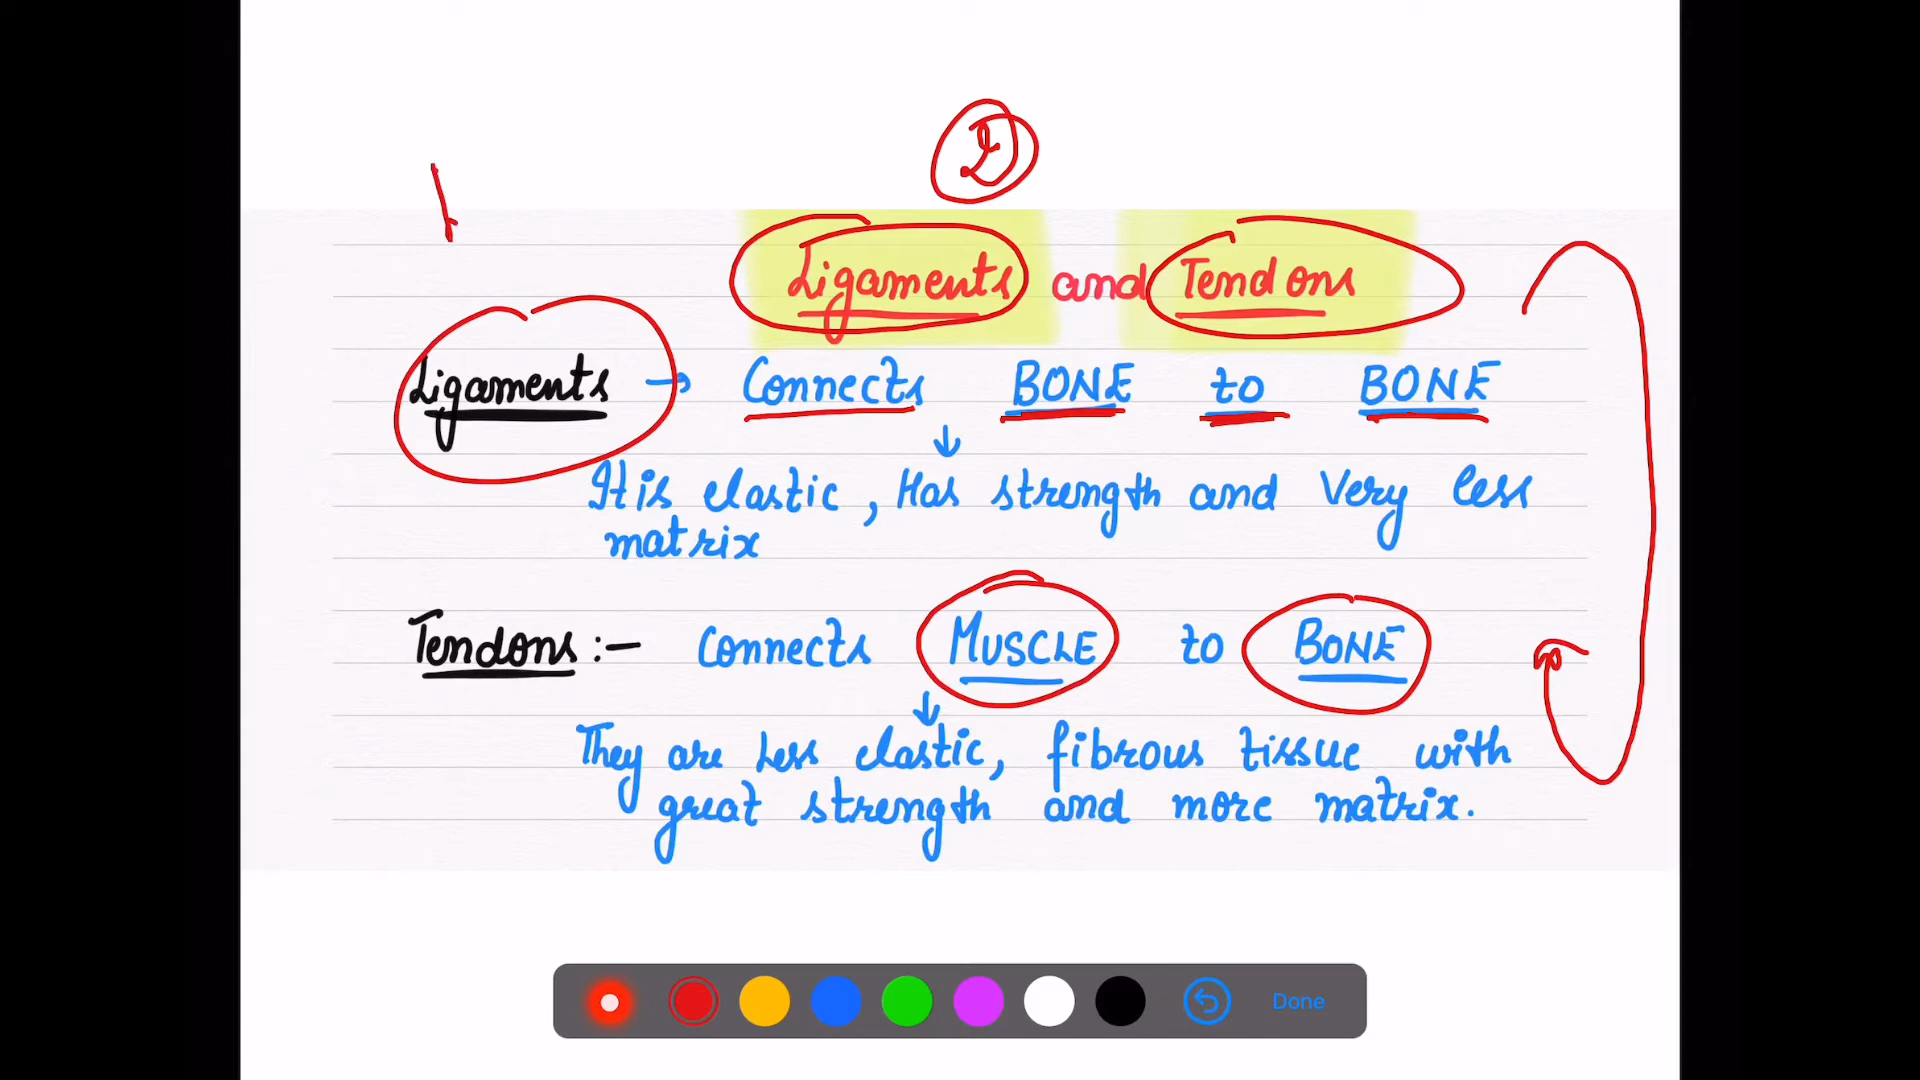 2
Ligaments and Tendons
Ligaments → Connects BONE to BONE
↓
It is elastic, Has strength and Very less
matrix
Tendons :- Connects MUSCLE to BONE
↓
They are Less elastic, fibrous tissue with
great strength and more matrix.
Done